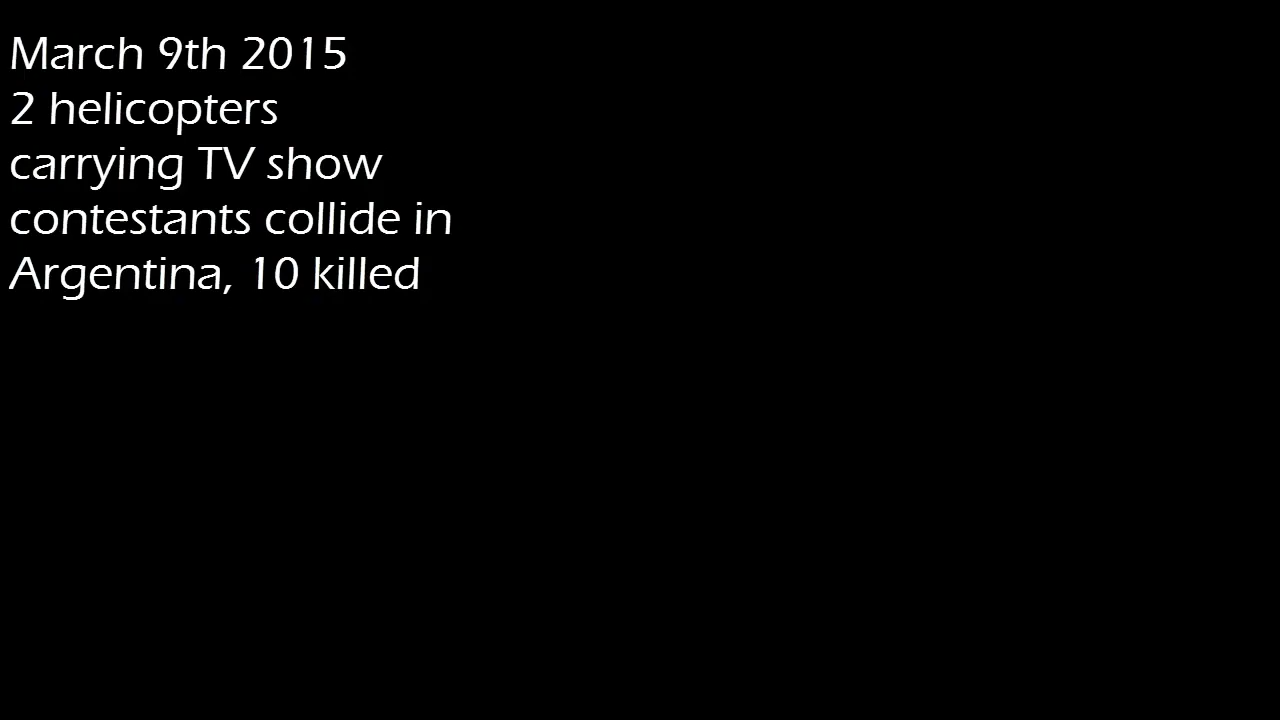 March 9th 2015
2 helicopters
carrying TV show
contestants collide in
Argentina, 10 killed